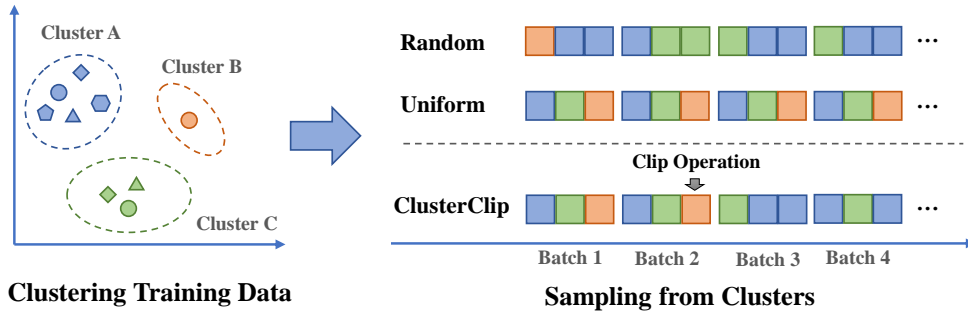 Cluster A
Cluster B
Cluster C
Clustering Training Data
Random
...
Uniform
...
Clip Operation
ClusterClip
...
Batch 1 Batch 2 Batch 3 Batch 4
Sampling from Clusters